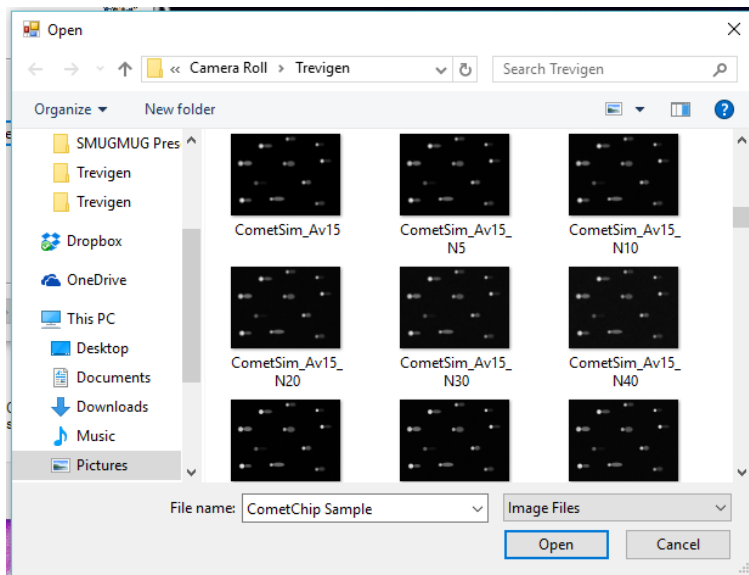 Open
« Camera Roll > Trevigen
Search Trevigen
Organize
New folder
SMUGMUG Pres
Trevigen
Trevigen
Dropbox
OneDrive
This PC
Desktop
Documents
Downloads
Music
Pictures
CometSim_Av15
CometSim_Av15_
N5
CometSim_Av15_
N10
CometSim_Av15_
N20
CometSim_Av15_
N30
CometSim_Av15_
N40
File name:
CometChip Sample
Image Files
Open
Cancel